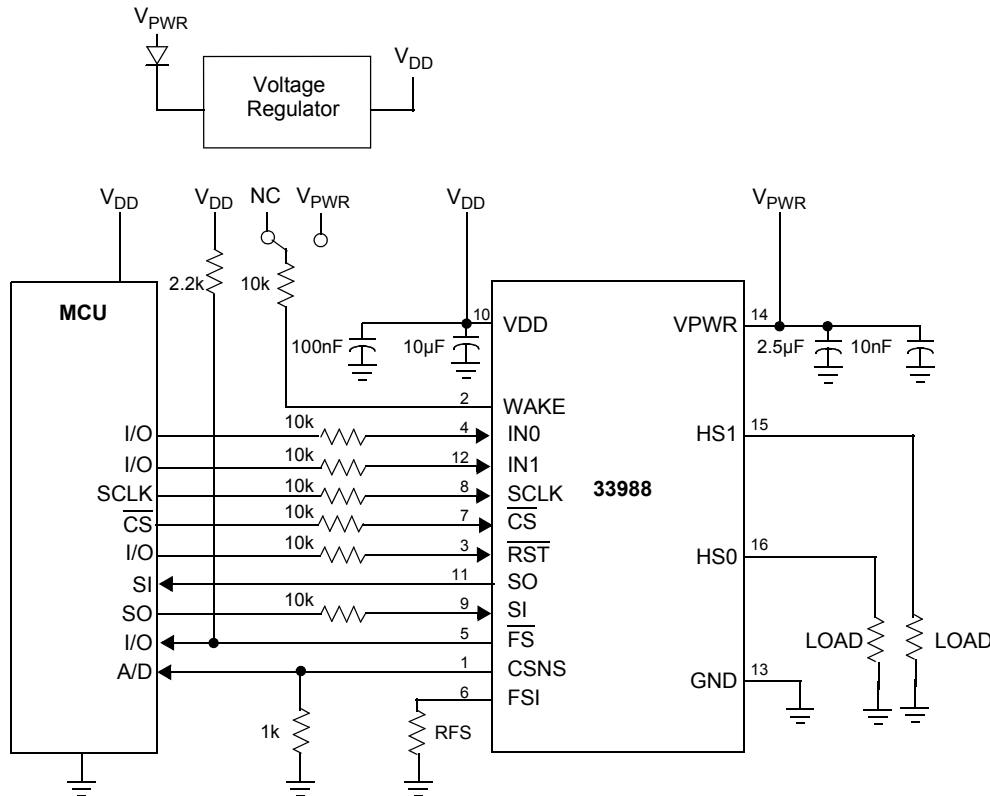 VPWR
Voltage
Regulator
VDD
VDD
VDD
NC
VPWR
VDD
VPWR
2.2k
10k
MCU
10
VDD
VPWR
14
100nF
10µF
2.5µF
10nF
2
WAKE
I/O
10k
4
IN0
HS1
15
I/O
10k
12
IN1
SCLK
10k
8
SCLK
33988
CS
10k
7
CS
I/O
10k
3
RST
HS0
16
SI
11
SO
SO
10k
9
SI
I/O
5
FS
LOAD
LOAD
A/D
1
CSNS
GND
13
6
FSI
1k
RFS